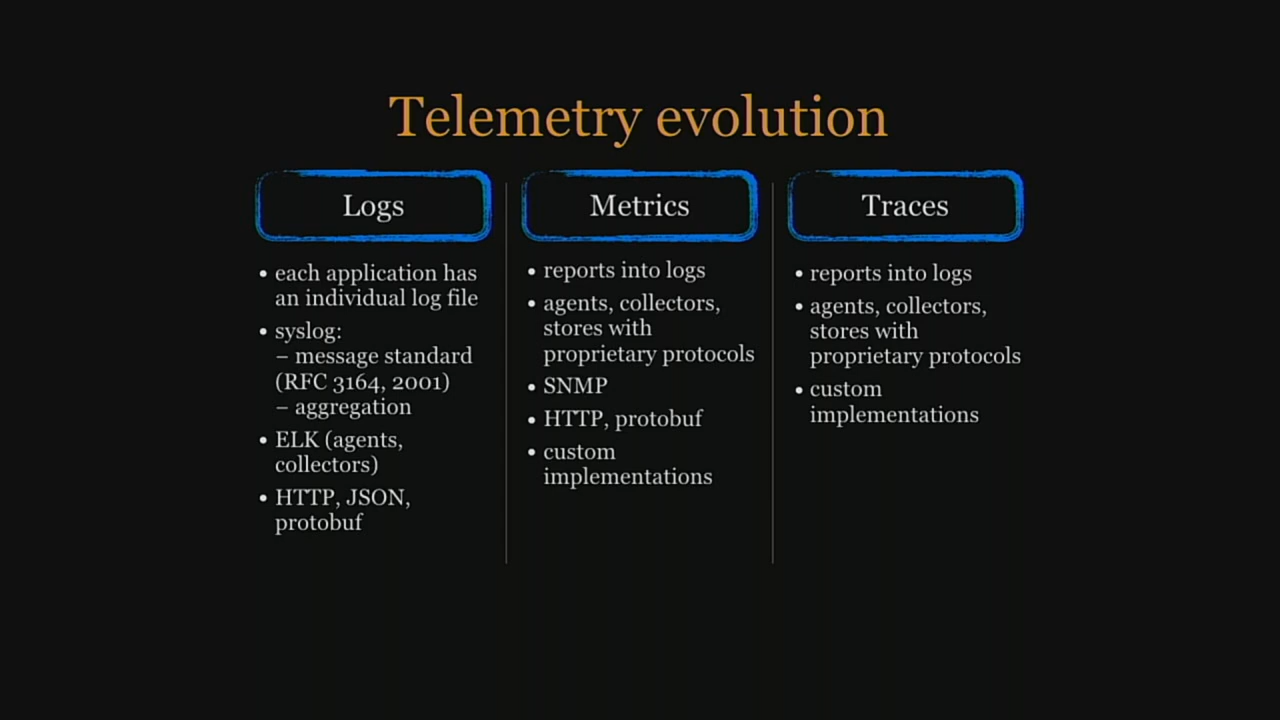 Telemetry evolution
Logs
• each application has
an individual log file
• syslog:
– message standard
(RFC 3164, 2001)
– aggregation
• ELK (agents,
collectors)
• HTTP, JSON,
protobuf
Metrics
• reports into logs
• agents, collectors,
stores with
proprietary protocols
• SNMP
• HTTP, protobuf
• custom
implementations
Traces
• reports into logs
• agents, collectors,
stores with
proprietary protocols
• custom
implementations